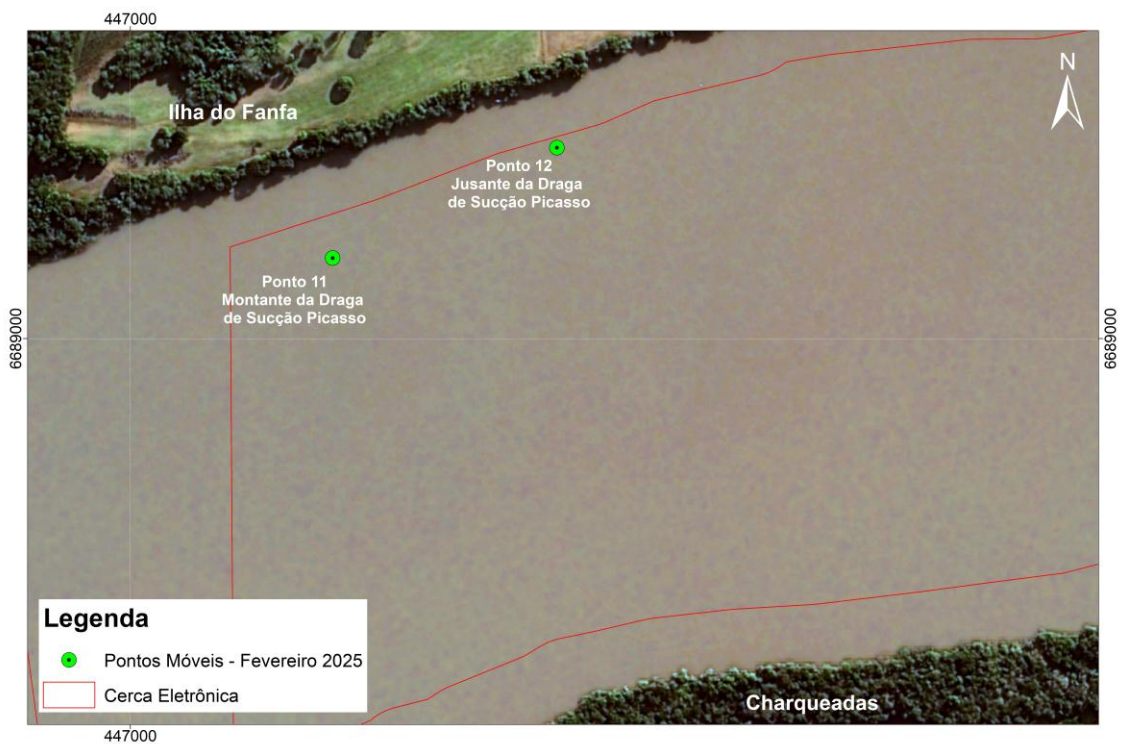 447000
N
Ilha do Fanfa
Ponto 12
Jusante da Draga
de Sucção Picasso
Ponto 11
Montante da Draga
de Sucção Picasso
6689000
6689000
Legenda
Pontos Móveis - Fevereiro 2025
Cerca Eletrônica
Charqueadas
447000